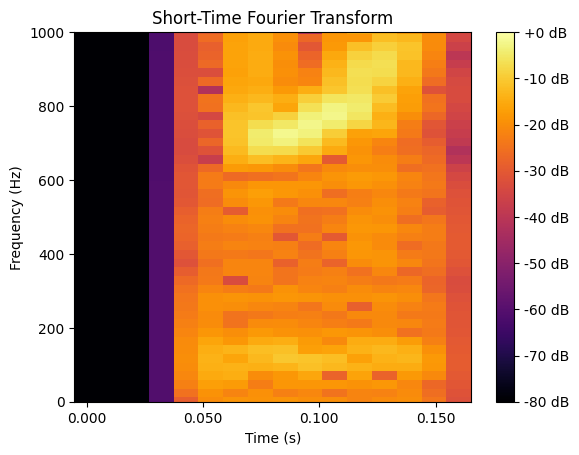 Short-Time Fourier Transform
1000
800
600
400
200
0
Frequency (Hz)
0.000
0.050
0.100
0.150
Time (s)
+0 dB
-10 dB
-20 dB
-30 dB
-40 dB
-50 dB
-60 dB
-70 dB
-80 dB